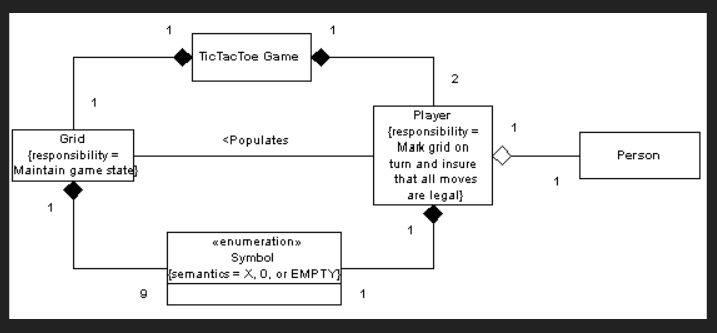 1
1
TicTacToe Game
1
2
Grid
{responsibility =
Maintain game state}
<Populates
Player
{responsibility =
Mark grid on
turn and insure
that all moves
are legal}
1
Person
1
1
1
«enumeration»
Symbol
{semantics = X, O, or EMPTY}
9
1